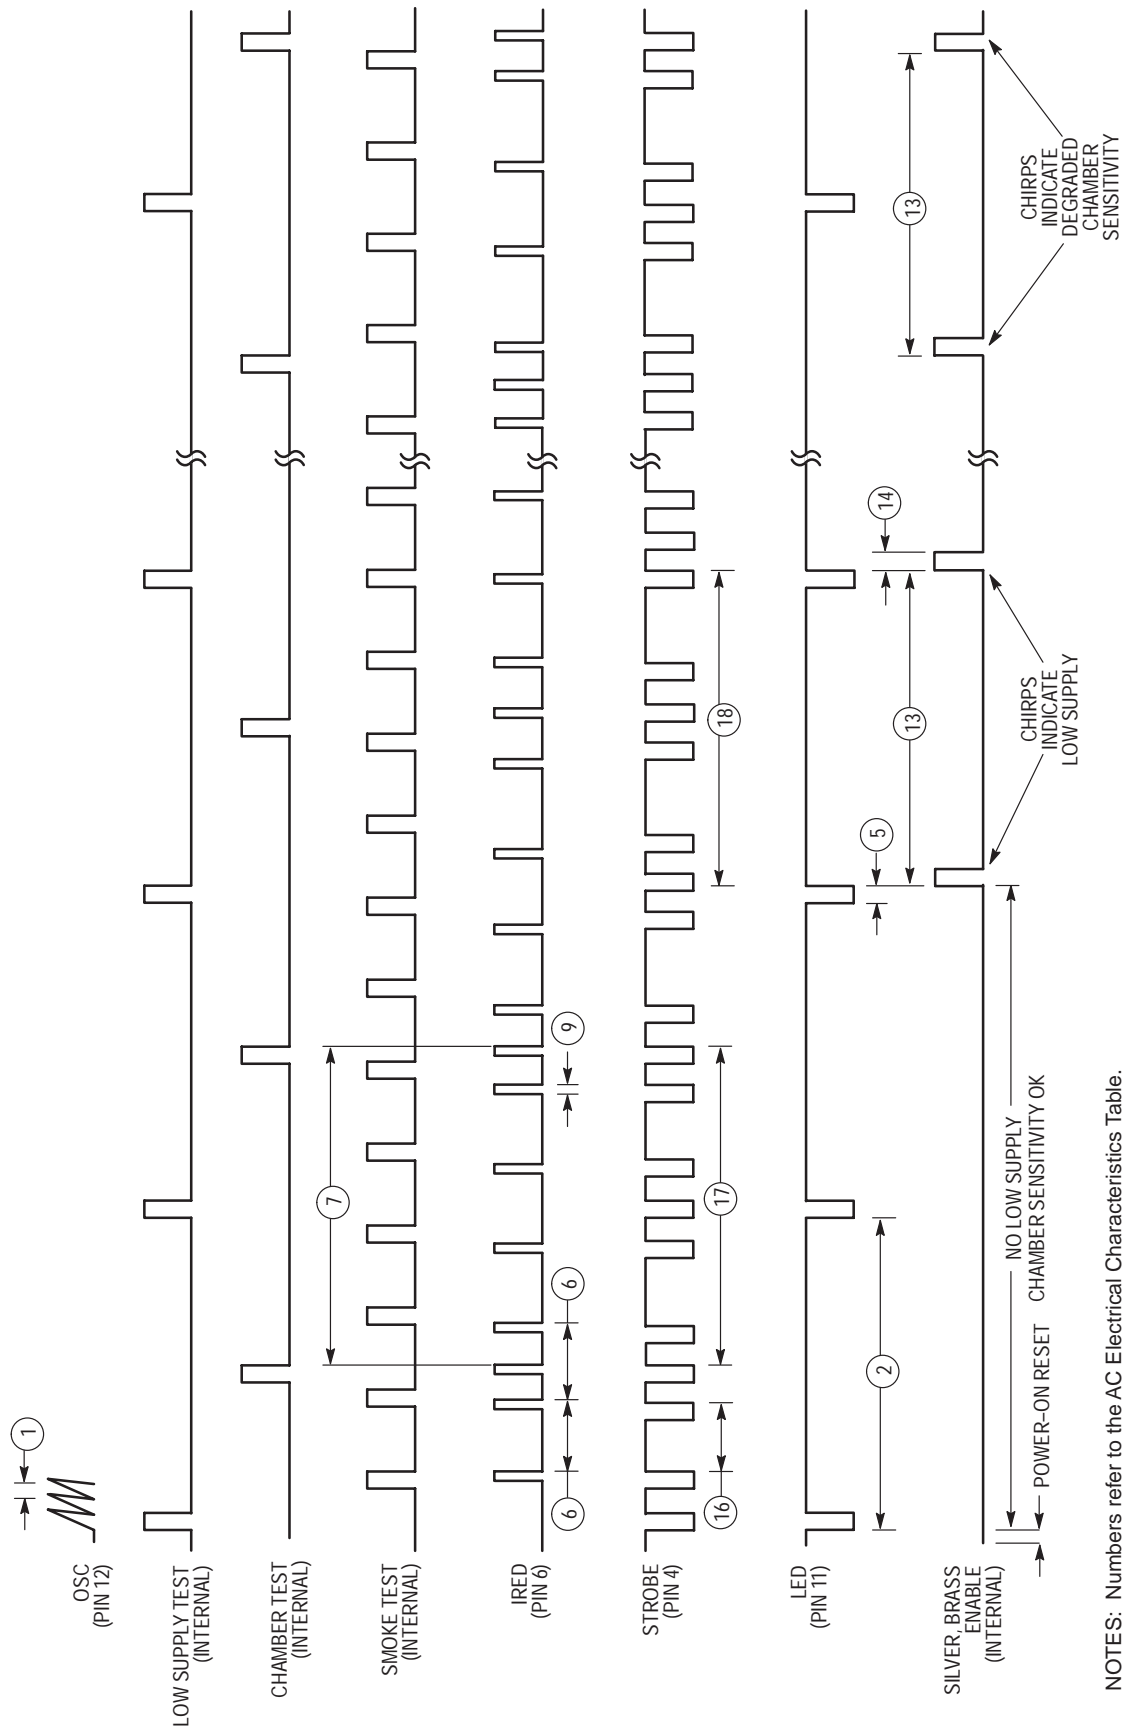 OSC
(PIN 12)
1
LOW SUPPLY TEST
(INTERNAL)
CHAMBER TEST
(INTERNAL)
7
SMOKE TEST
(INTERNAL)
IRED
(PIN 6)
6
6
9
STROBE
(PIN 4)
16
17
18
LED
(PIN 11)
2
5
13
14
13
SILVER, BRASS
ENABLE
(INTERNAL)
POWER–ON RESET
NO LOW SUPPLY
CHAMBER SENSITIVITY OK
CHIRPS
INDICATE
LOW SUPPLY
CHIRPS
INDICATE
DEGRADED
CHAMBER
SENSITIVITY
NOTES: Numbers refer to the AC Electrical Characteristics Table.